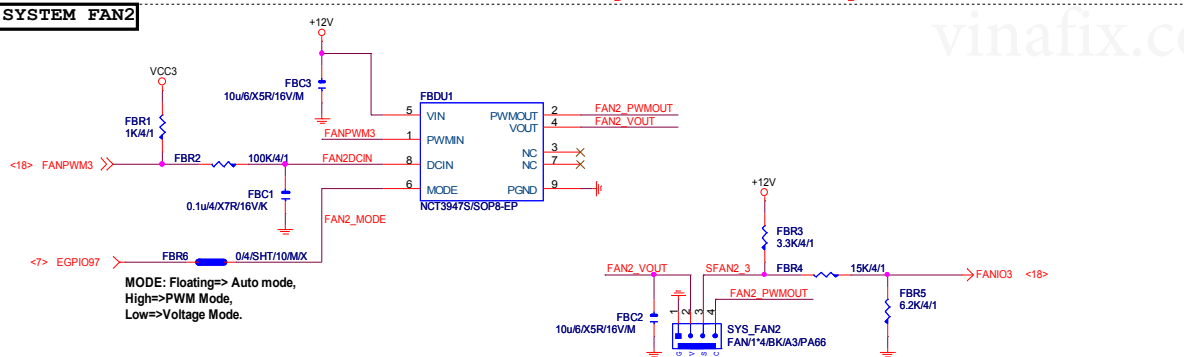 SYSTEM FAN2
vinafix.co
+12V
VCC3
FBC3
10u/6/X5R/16V/M
FBDU1
FBR1
1K/4/1
5 VIN
PWMOUT 2 FAN2_PWMOUT
VOUT 4 FAN2_VOUT
FANPWM3 1 PWMIN
NC 3
<18> FANPWM3 FBR2 100K/4/1 FAN2DCIN 8 DCIN
NC 7
FBC1
0.1u/4/X7R/16V/K
6 MODE
PGND 9
NCT3947S/SOP8-EP
FAN2_MODE
+12V
FBR3
3.3K/4/1
<7> EGPIO97 FBR6 0/4/SHT/10/M/X
FAN2_VOUT SFAN2_3 FBR4 15K/4/1 FANIO3 <18>
MODE: Floating=> Auto mode,
High=>PWM Mode,
Low=>Voltage Mode.
FAN2_PWMOUT
FBR5
6.2K/4/1
FBC2
10u/6/X5R/16V/M
1 2 3 4
SYS_FAN2
FAN/1*4/BK/A3/PA66
G V S C